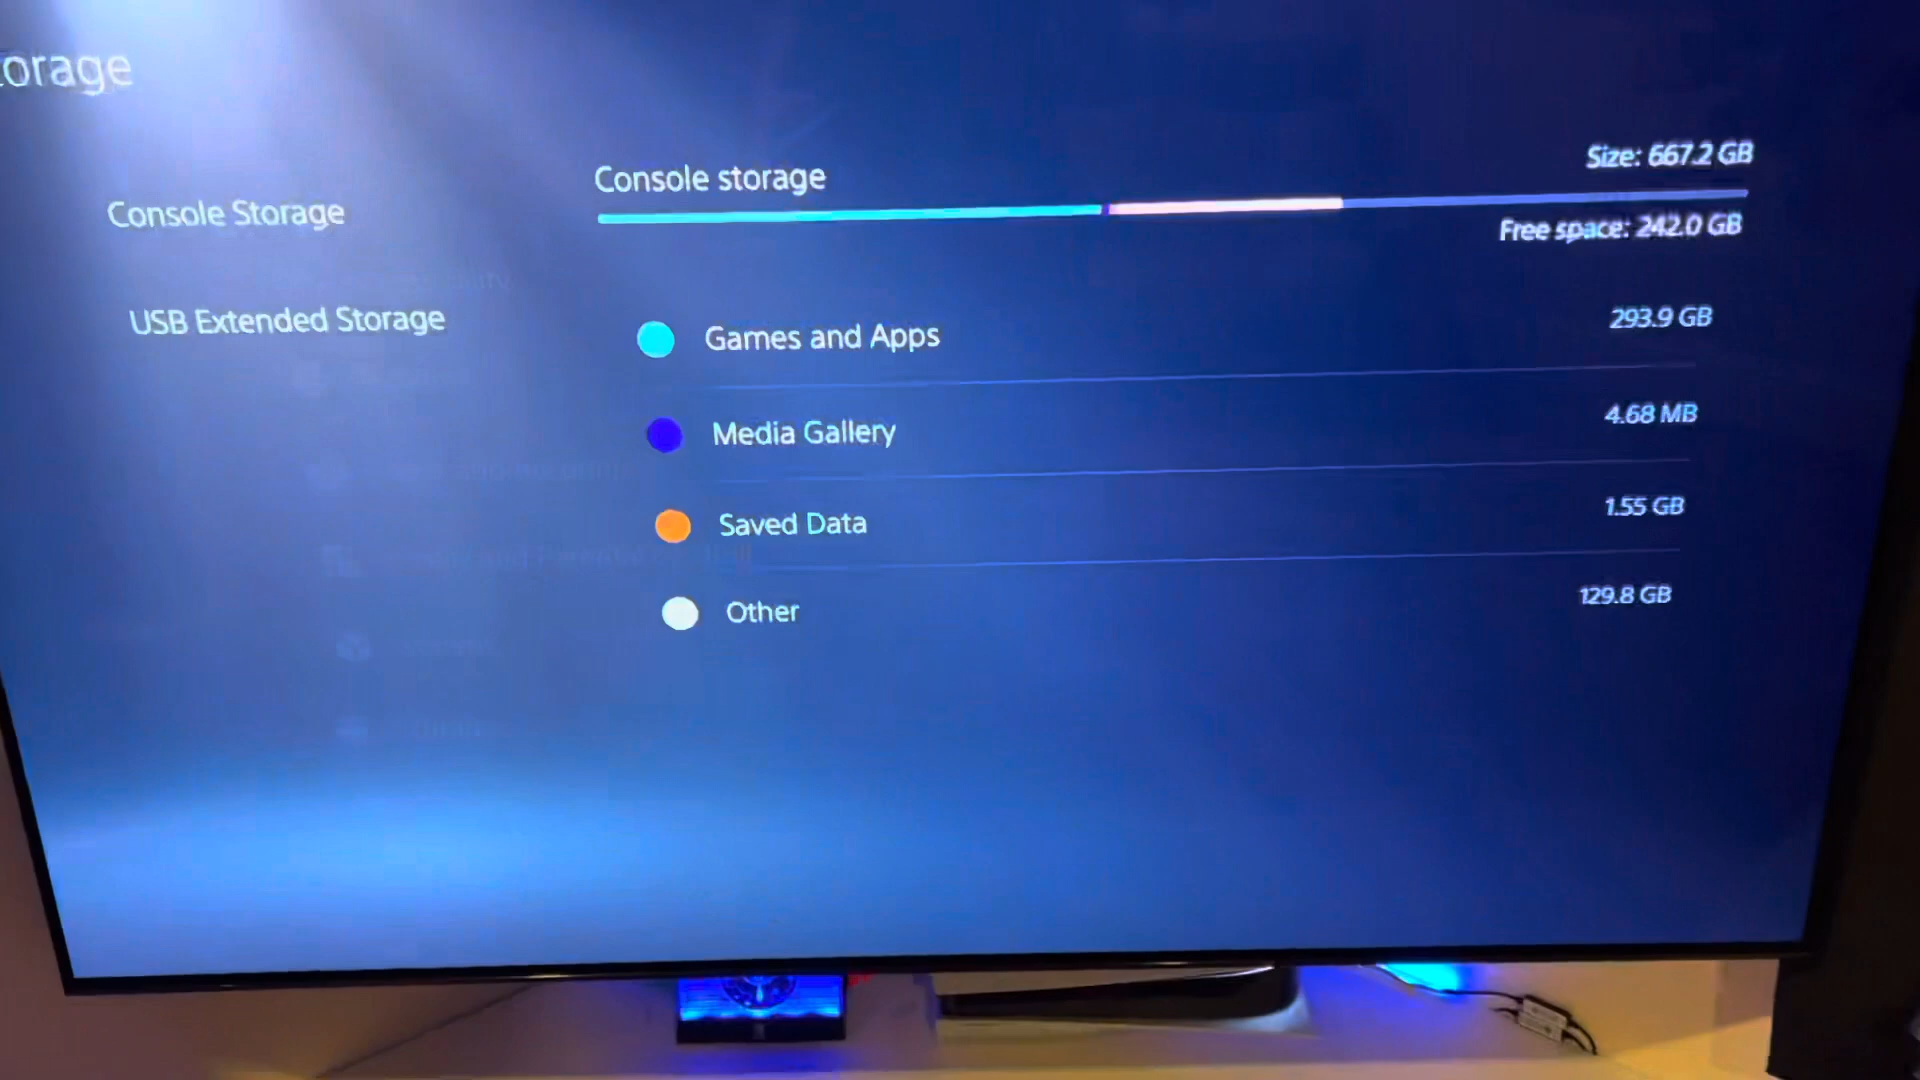 torage
Console Storage
USB Extended Storage
Console storage
Size: 667.2 GB
Free space: 242.0 GB
Games and Apps
293.9 GB
Media Gallery
4.68 MB
Saved Data
1.55 GB
Other
129.8 GB